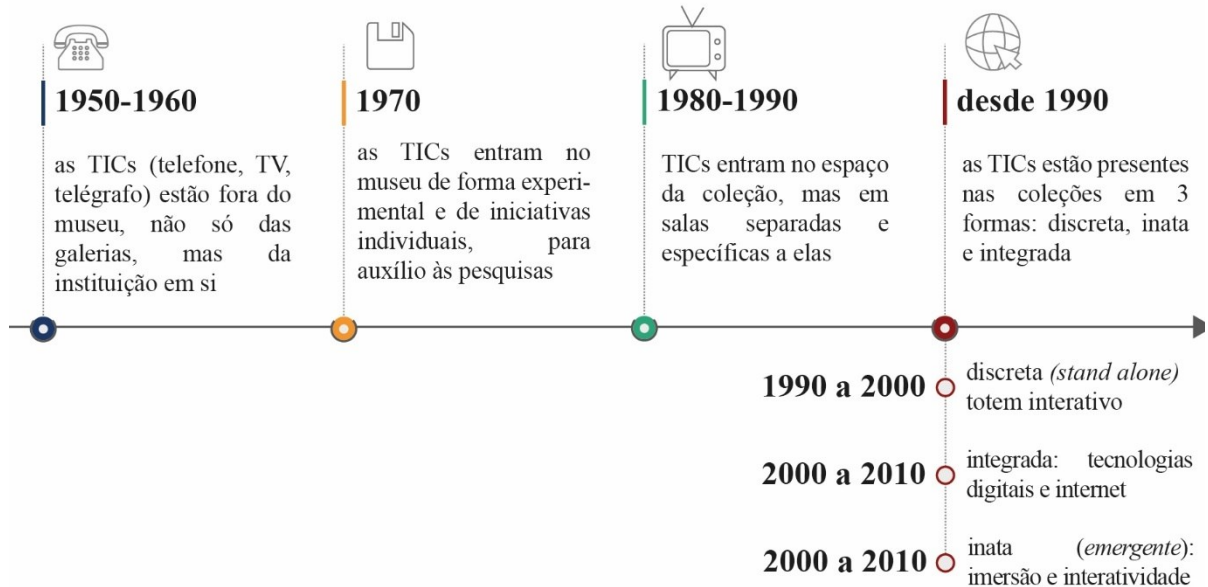 1950-1960
as TICs (telefone, TV,
telégrafo) estão fora do
museu, não só das
galerias, mas da
instituição em si
1970
as TICs entram no
museu de forma experi-
mental e de iniciativas
individuais, para
auxílio às pesquisas
1980-1990
TICs entram no espaço
da coleção, mas em
salas separadas e
específicas a elas
desde 1990
as TICs estão presentes
nas coleções em 3
formas: discreta, inata
e integrada
1990 a 2000
discreta (stand alone)
totem interativo
2000 a 2010
integrada: tecnologias
digitais e internet
2000 a 2010
inata (emergente):
imersão e interatividade